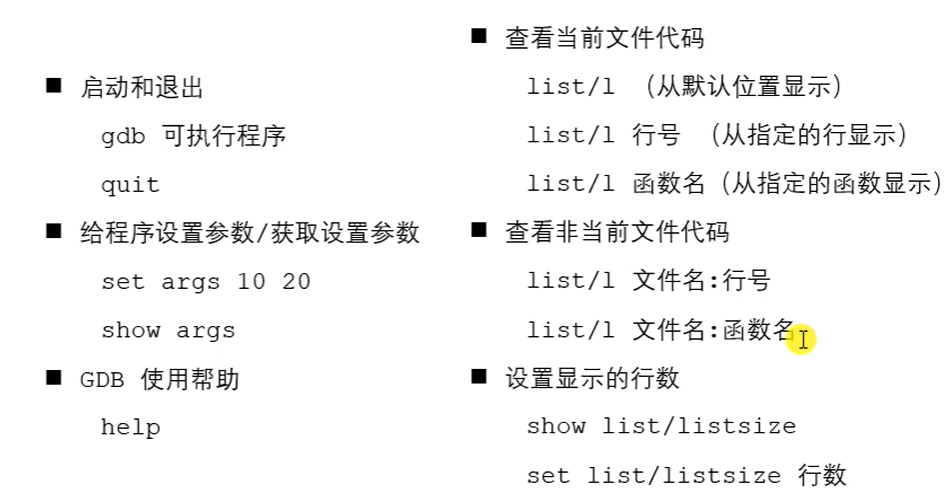 ■ 启动和退出
gdb 可执行程序
quit
■ 给程序设置参数/获取设置参数
set args 10 20
show args
■ GDB 使用帮助
help
■ 查看当前文件代码
list/l （从默认位置显示）
list/l 行号 （从指定的行显示）
list/l 函数名（从指定的函数显示）
■ 查看非当前文件代码
list/l 文件名:行号
list/l 文件名:函数名
■ 设置显示的行数
show list/listsize
set list/listsize 行数